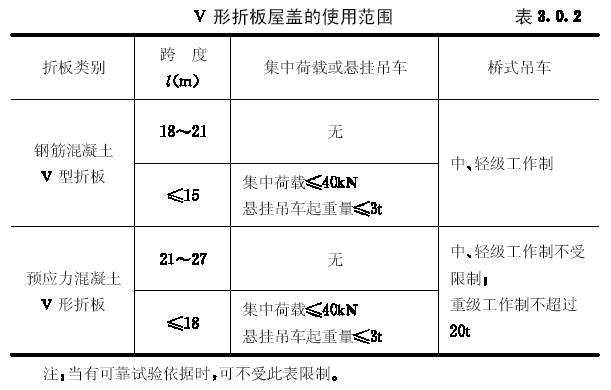 V 形折板屋盖的使用范围 表 3.0.2
折板类别 跨 度 l(m) 集中荷载或悬挂吊车 桥式吊车
钢筋混凝土
V 型折板
18～21 无
≤15 集中荷载≤40kN
悬挂吊车起重量≤3t
中、轻级工作制
预应力混凝土
V 形折板
21～27 无
≤18 集中荷载≤40kN
悬挂吊车起重量≤3t
中、轻级工作制不受
限制；
重级工作制不超过
20t
注：当有可靠试验依据时，可不受此表限制。